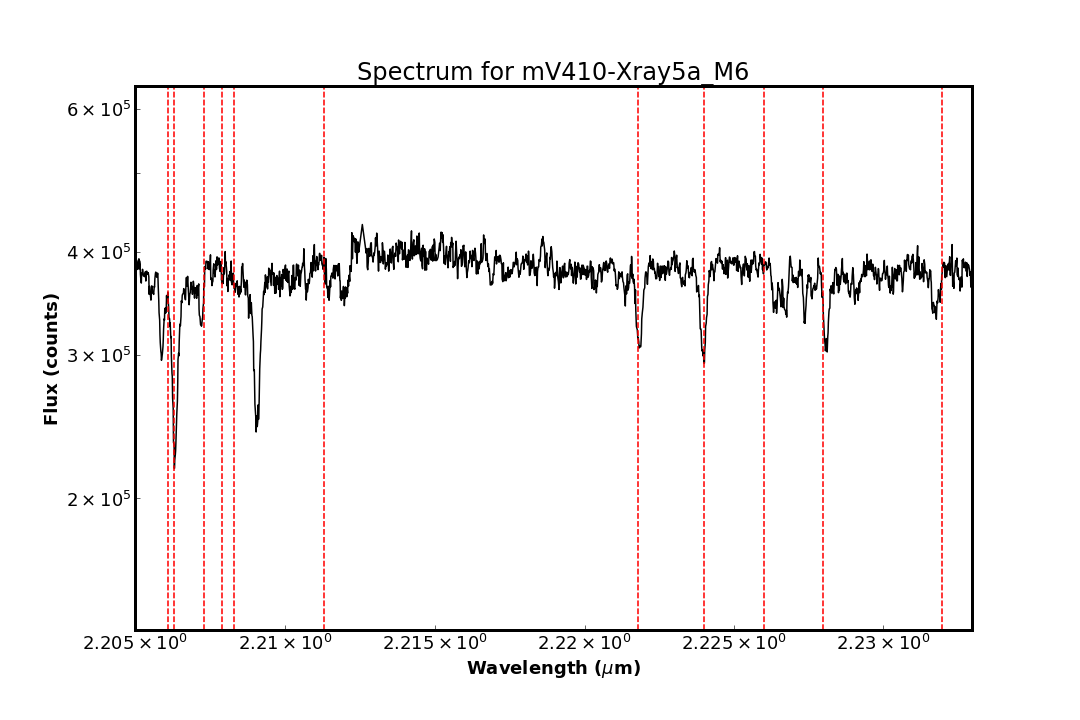 Spectrum for mV410-Xray5a_M6
6 × 10⁵
4 × 10⁵
3 × 10⁵
2 × 10⁵
Flux (counts)
2.205 × 10⁰ 2.21 × 10⁰ 2.215 × 10⁰ 2.22 × 10⁰ 2.225 × 10⁰ 2.23 × 10⁰
Wavelength (μm)